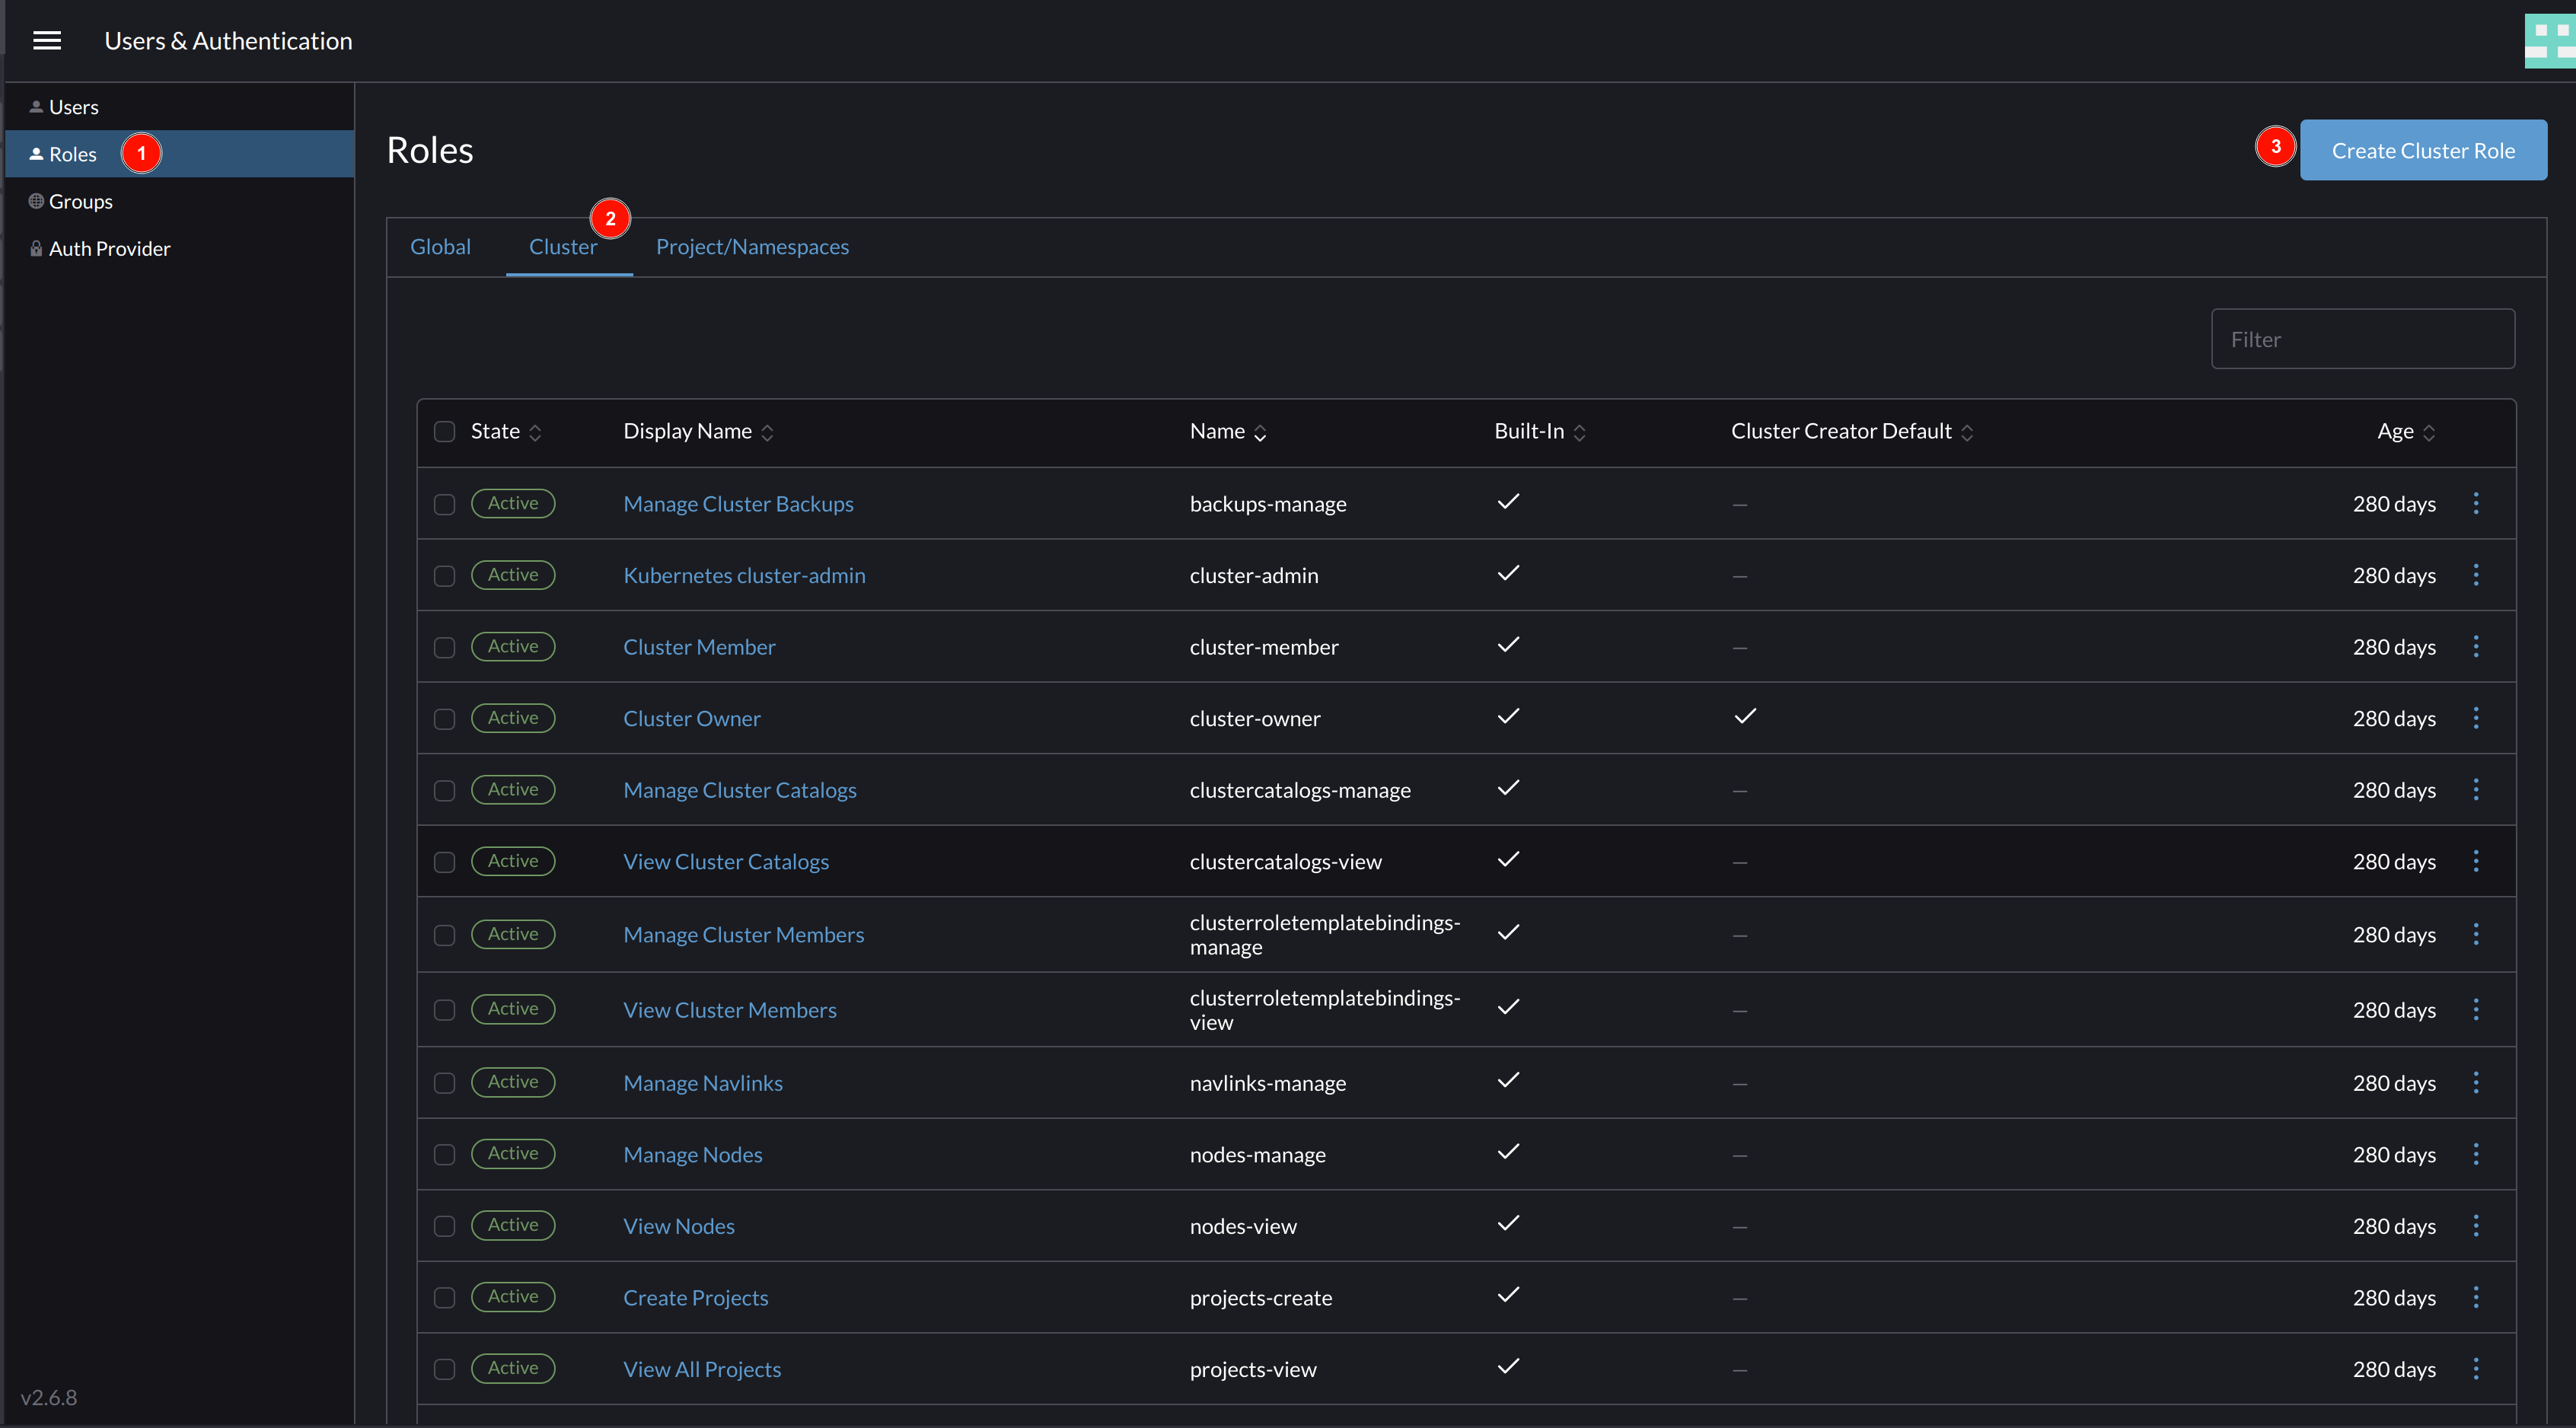 Users & Authentication
Users
Roles 1
Groups
Auth Provider
Roles
3 Create Cluster Role
2
Global Cluster Project/Namespaces
Filter
State Display Name Name Built-In Cluster Creator Default Age
Active Manage Cluster Backups backups-manage – 280 days
Active Kubernetes cluster-admin cluster-admin – 280 days
Active Cluster Member cluster-member – 280 days
Active Cluster Owner cluster-owner 280 days
Active Manage Cluster Catalogs clustercatalogs-manage – 280 days
Active View Cluster Catalogs clustercatalogs-view – 280 days
Active Manage Cluster Members clusterroletemplatebindings-manage – 280 days
Active View Cluster Members clusterroletemplatebindings-view – 280 days
Active Manage Navlinks navlinks-manage – 280 days
Active Manage Nodes nodes-manage – 280 days
Active View Nodes nodes-view – 280 days
Active Create Projects projects-create – 280 days
Active View All Projects projects-view – 280 days
v2.6.8